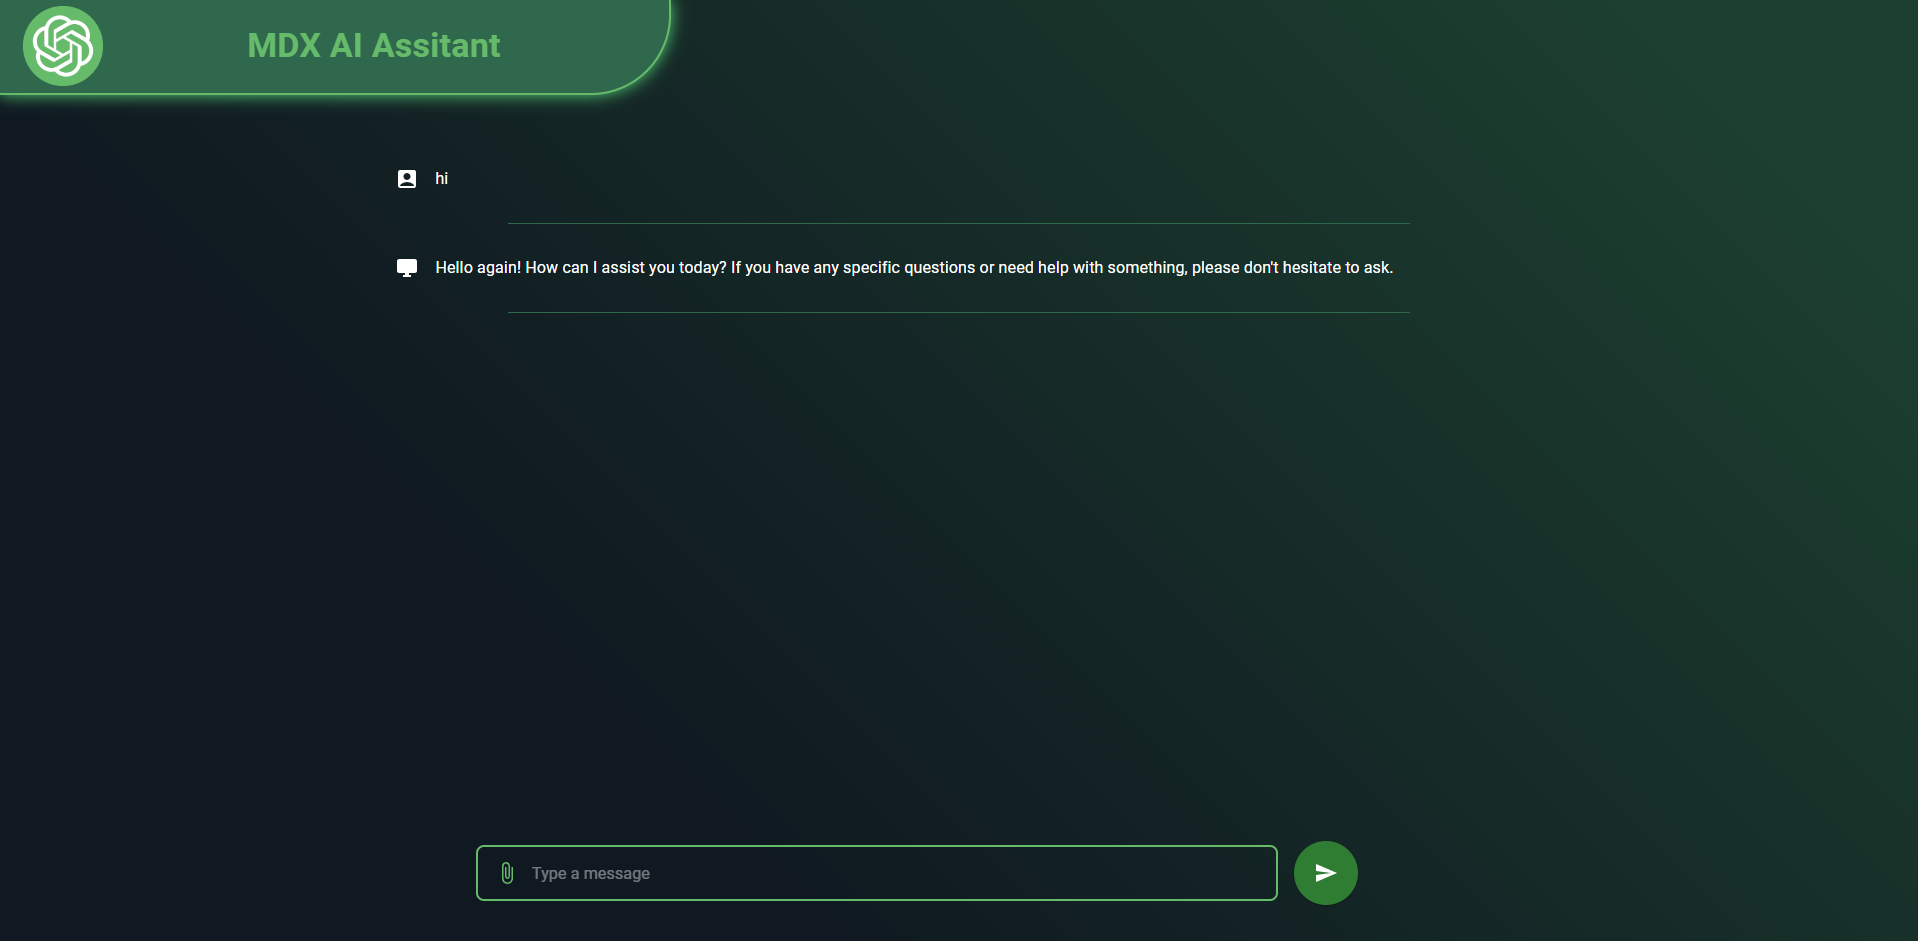 MDX AI Assitant
hi
Hello again! How can I assist you today? If you have any specific questions or need help with something, please don't hesitate to ask.
Type a message